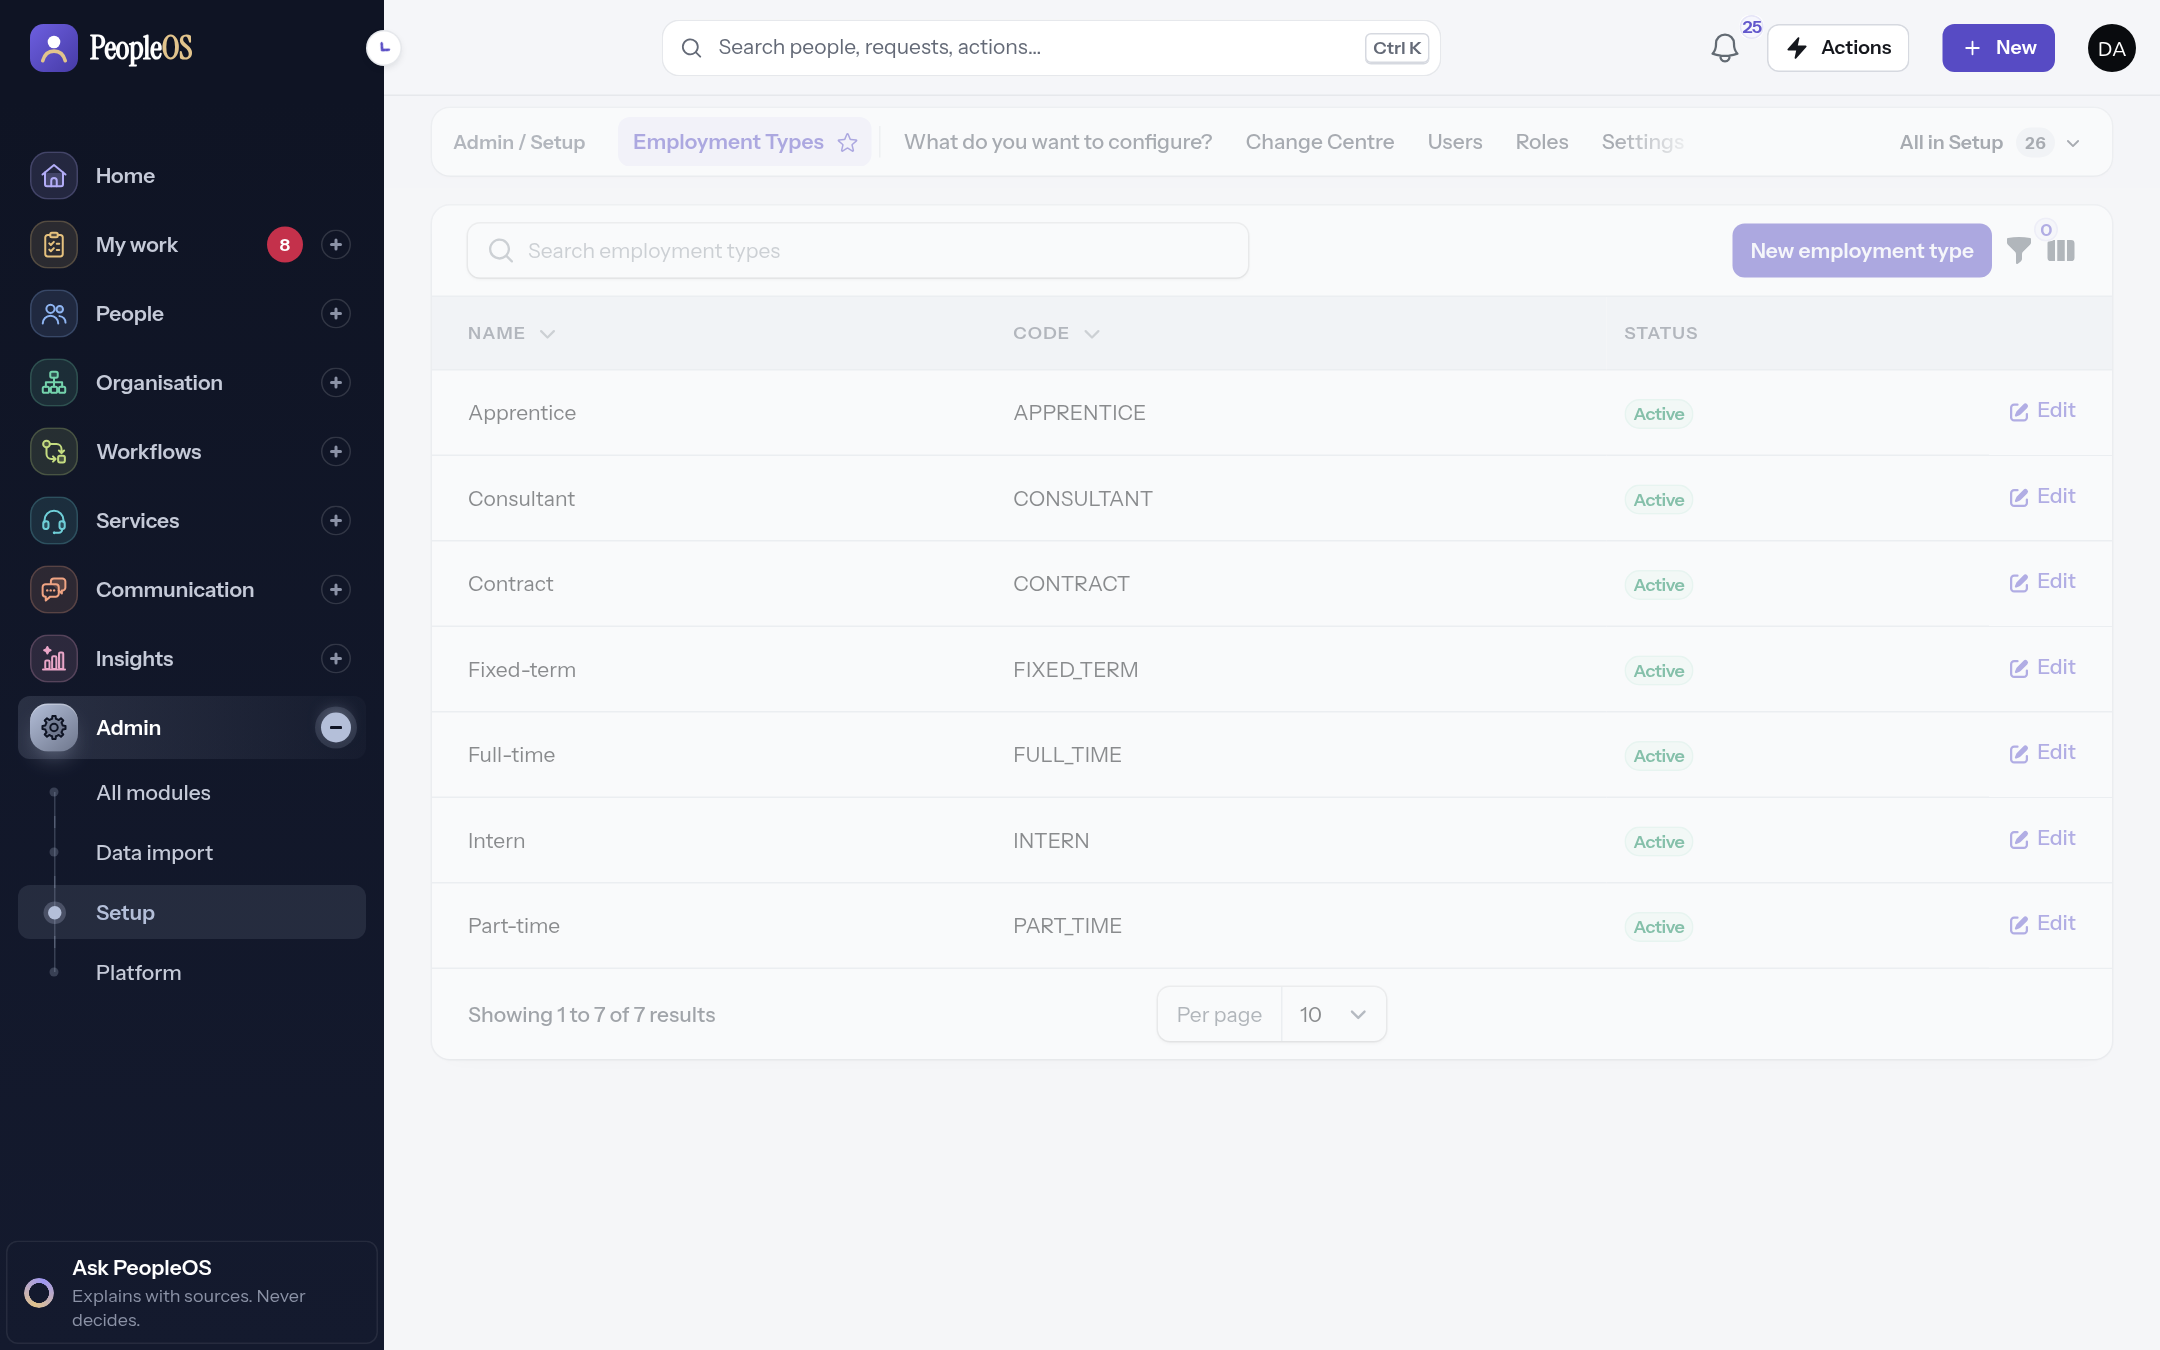 PeopleOS
Search people, requests, actions...
Ctrl K
25
Actions
New
DA
Home
My work
8
People
Organisation
Workflows
Services
Communication
Insights
Admin
All modules
Data import
Setup
Platform
Ask PeopleOS
Explains with sources. Never
decides.
Admin / Setup
Employment Types
What do you want to configure?
Change Centre
Users
Roles
Settings
All in Setup
26
Search employment types
New employment type
0
NAME CODE STATUS
Apprentice APPRENTICE Active Edit
Consultant CONSULTANT Active Edit
Contract CONTRACT Active Edit
Fixed-term FIXED_TERM Active Edit
Full-time FULL_TIME Active Edit
Intern INTERN Active Edit
Part-time PART_TIME Active Edit
Showing 1 to 7 of 7 results
Per page 10